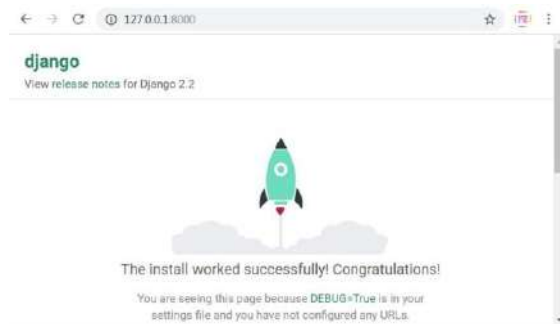 127.0.0.1:8000
django
View release notes for Django 2.2
The install worked successfully! Congratulations!
You are seeing this page because DEBUG=True is in your
settings file and you have not configured any URLs.